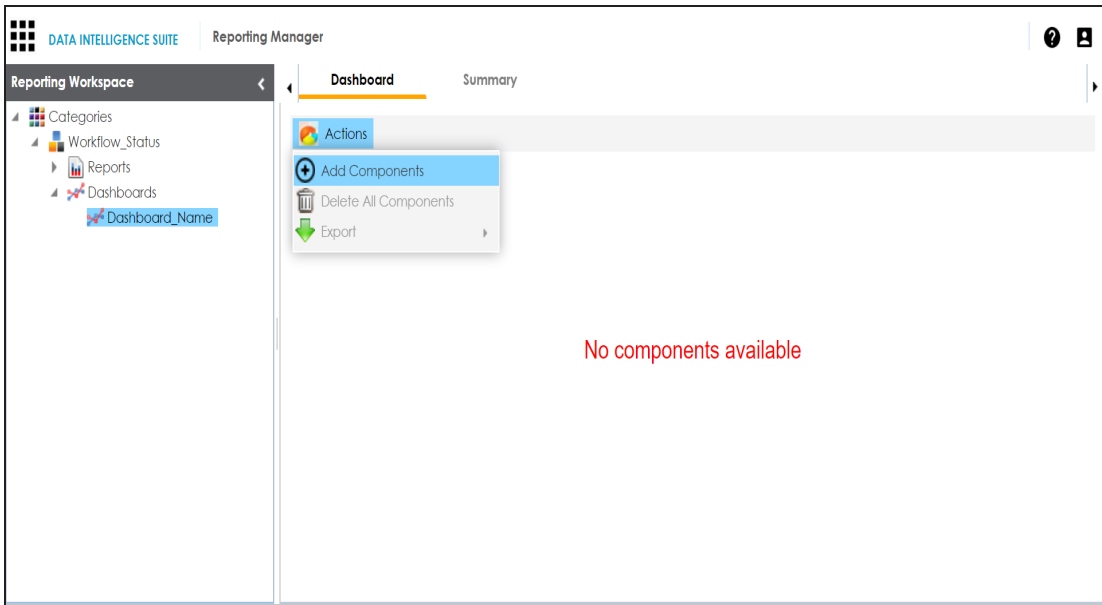 DATA INTELLIGENCE SUITE Reporting Manager
Reporting Workspace
Dashboard Summary
Categories
Workflow_Status
Reports
Dashboards
Dashboard_Name
Actions
Add Components
Delete All Components
Export
No components available